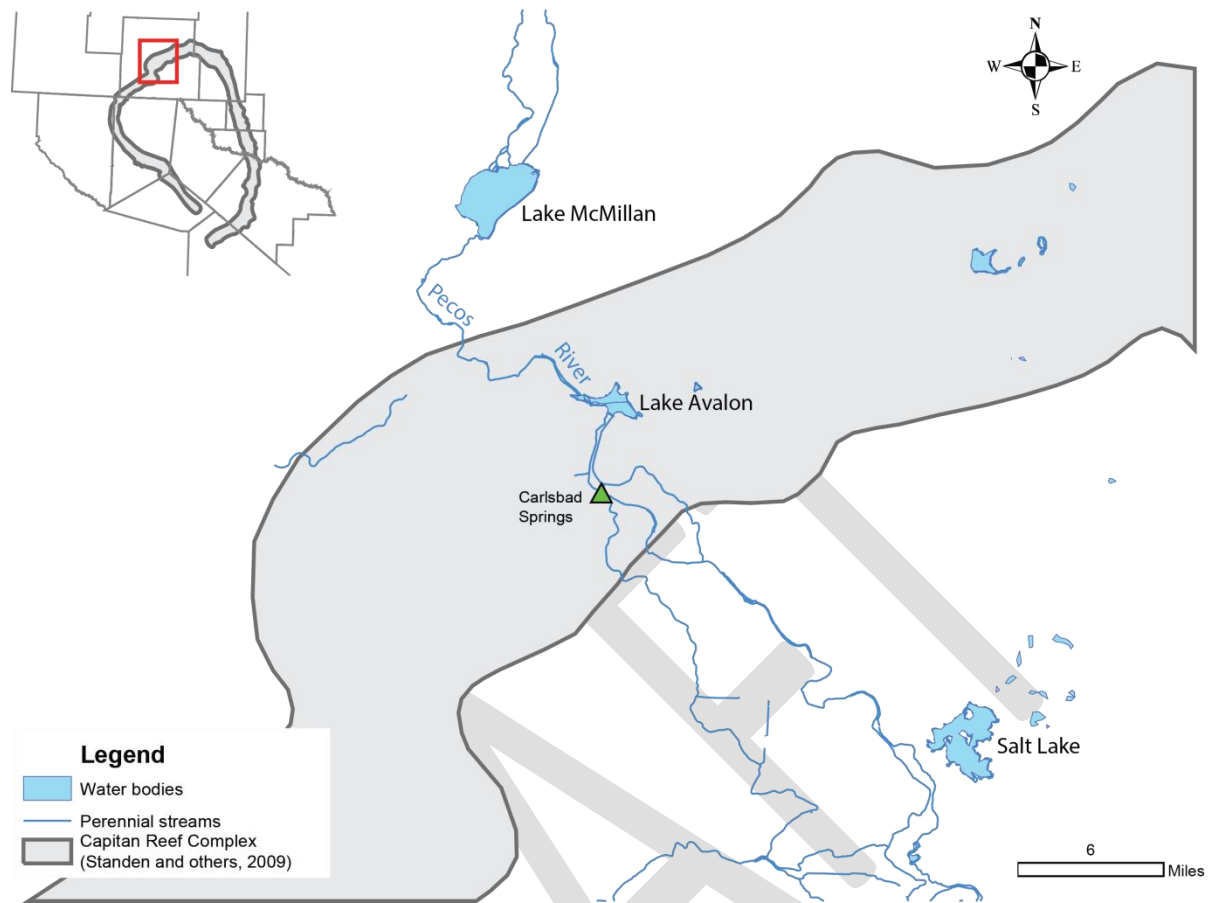 N
W
E
S
Lake McMillan
Pecos
River
Lake Avalon
Carlsbad
Springs
Salt Lake
Legend
Water bodies
Perennial streams
Capitan Reef Complex
(Standen and others, 2009)
6
Miles